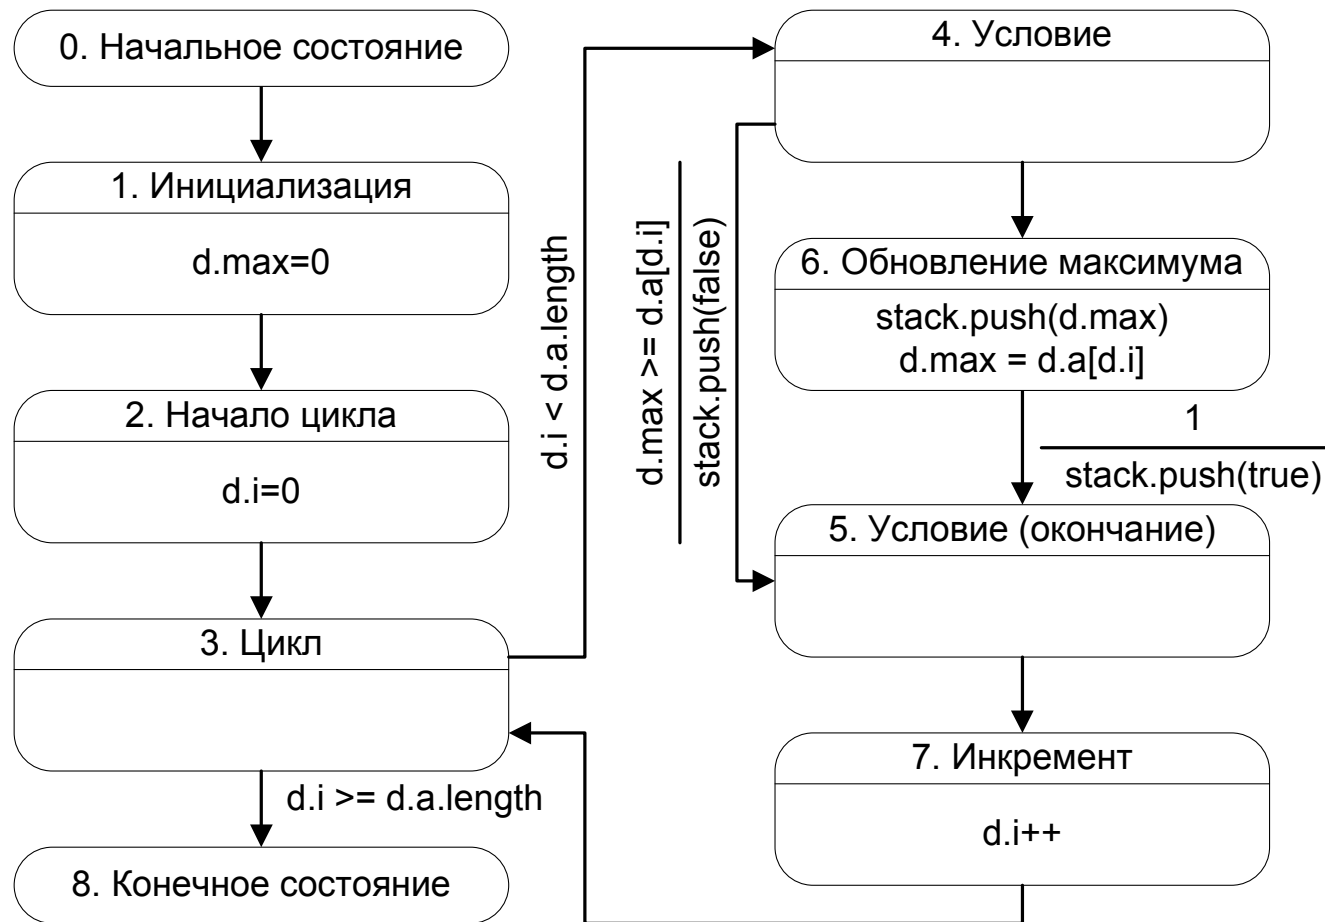 0. Начальное состояние
1. Инициализация
d.max=0
2. Начало цикла
d.i=0
3. Цикл
d.i >= d.a.length
8. Конечное состояние
d.i < d.a.length
4. Условие
d.max >= d.a[d.i]
stack.push(false)
6. Обновление максимума
stack.push(d.max)
d.max = d.a[d.i]
1
stack.push(true)
5. Условие (окончание)
7. Инкремент
d.i++